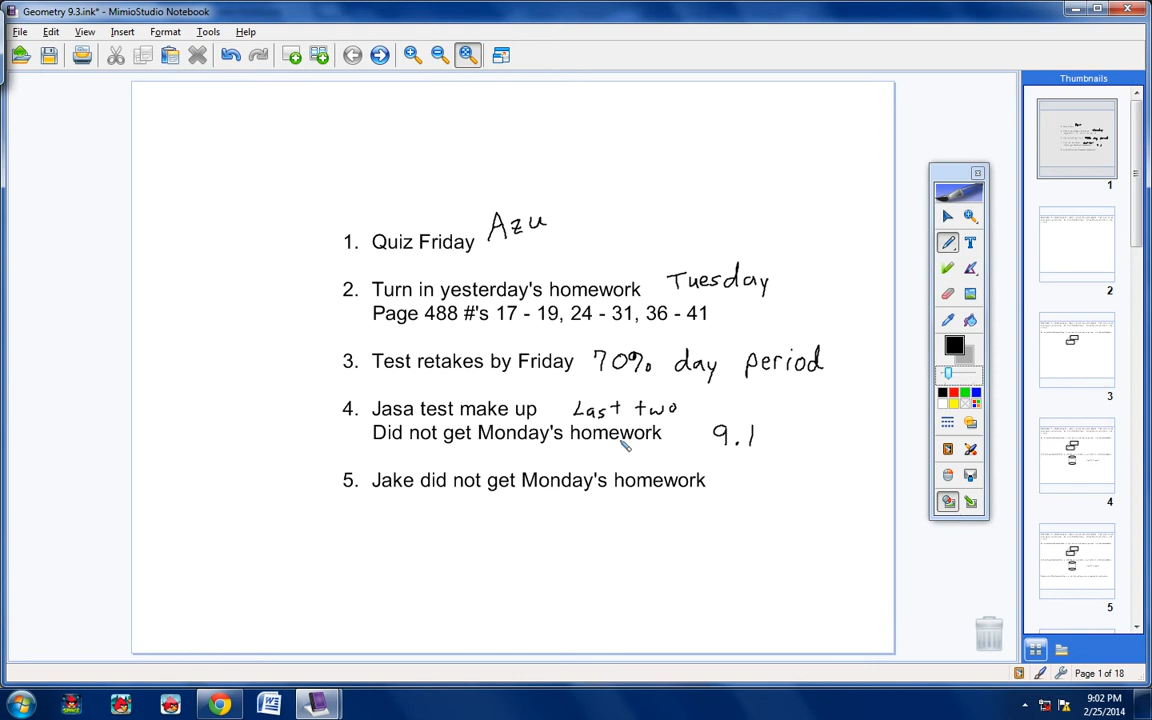 Geometry 9.3.ink* - MimioStudio Notebook
File Edit View Insert Format Tools Help
Thumbnails
1. Quiz Friday Azu
2. Turn in yesterday's homework Tuesday
Page 488 #'s 17 - 19, 24 - 31, 36 - 41
3. Test retakes by Friday 70% day period
4. Jasa test make up Last two
Did not get Monday's homework 9.1
5. Jake did not get Monday's homework
1
2
3
4
5
Page 1 of 18
9:02 PM
2/25/2014